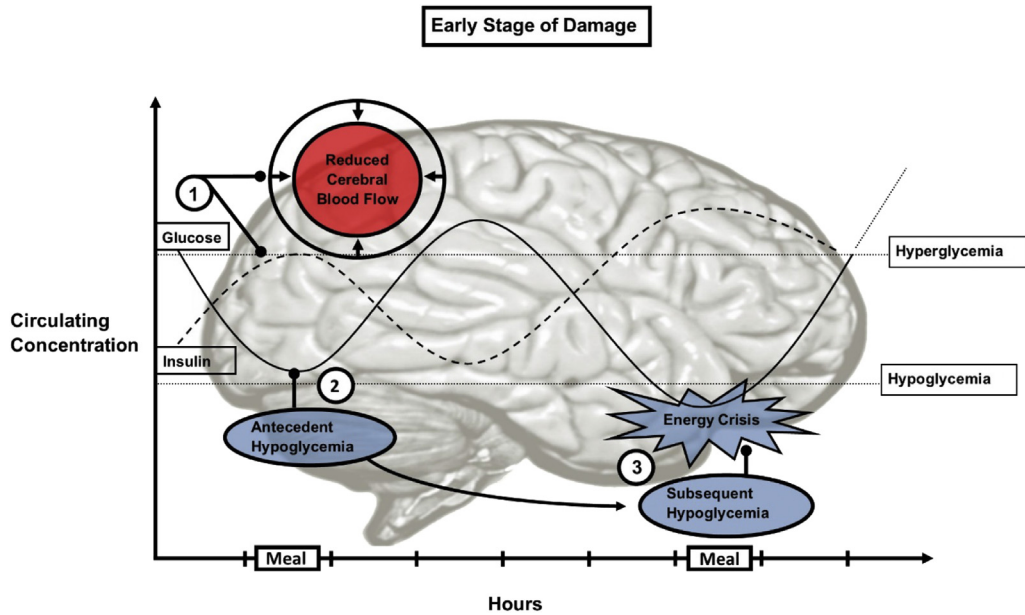 Early Stage of Damage
Reduced
Cerebral
Blood Flow
1
Glucose
Hyperglycemia
Circulating
Concentration
Insulin
Hypoglycemia
2
Antecedent
Hypoglycemia
Energy Crisis
3
Subsequent
Hypoglycemia
Meal
Meal
Hours